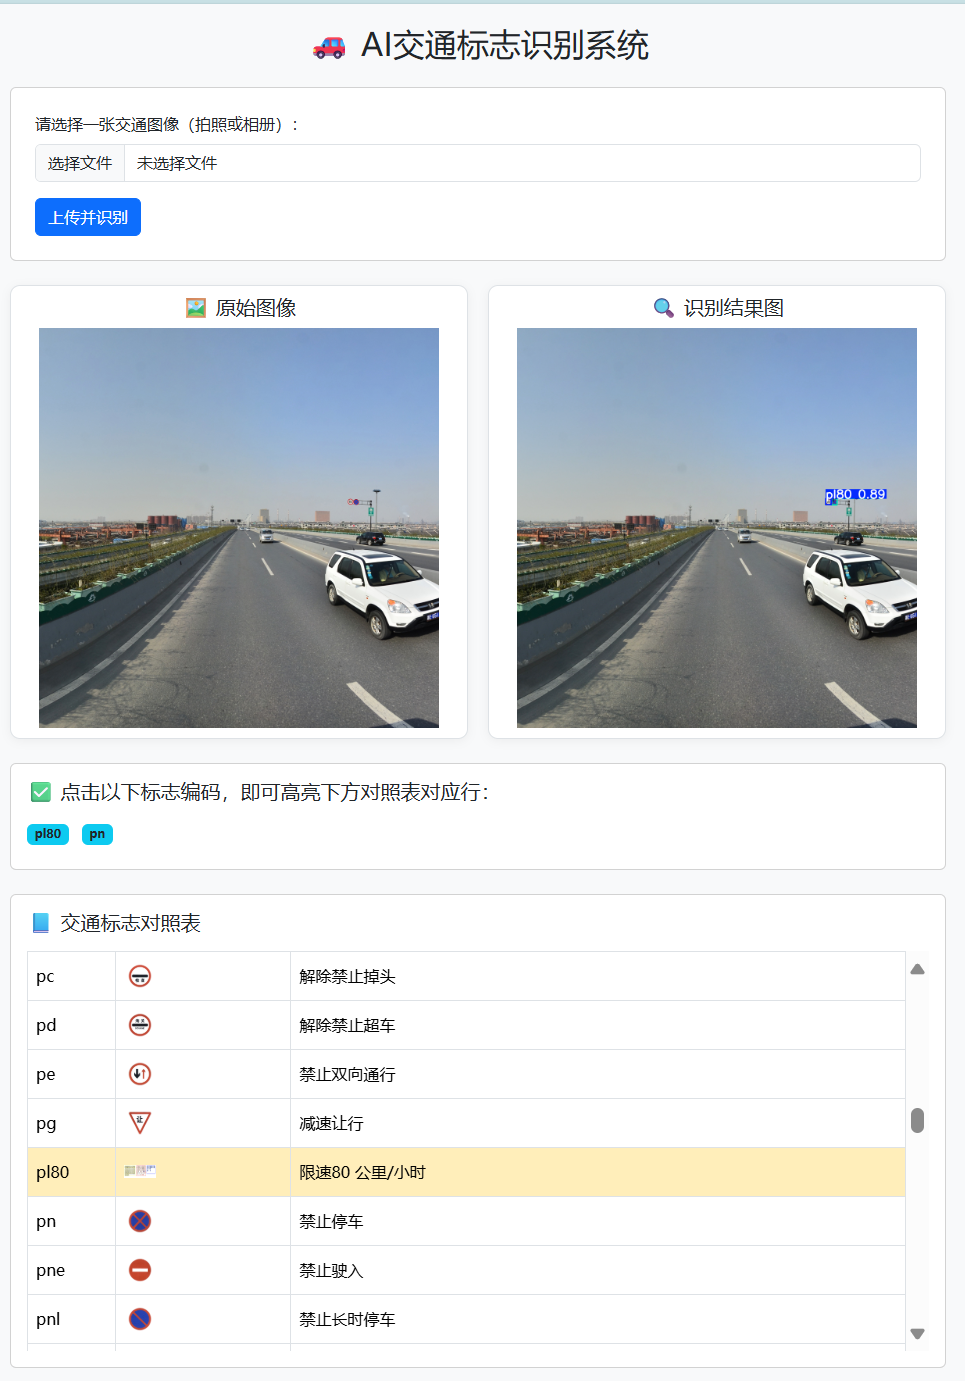 AI交通标志识别系统
请选择一张交通图像（拍照或相册）：
选择文件 未选择文件
上传并识别
原始图像
识别结果图
pl80 0.89
点击以下标志编码，即可高亮下方对照表对应行：
pl80 pn
交通标志对照表
pc 解除禁止掉头
pd 解除禁止超车
pe 禁止双向通行
pg 让 减速让行
pl80 限速80 公里/小时
pn 禁止停车
pne 禁止驶入
pnl 禁止长时停车